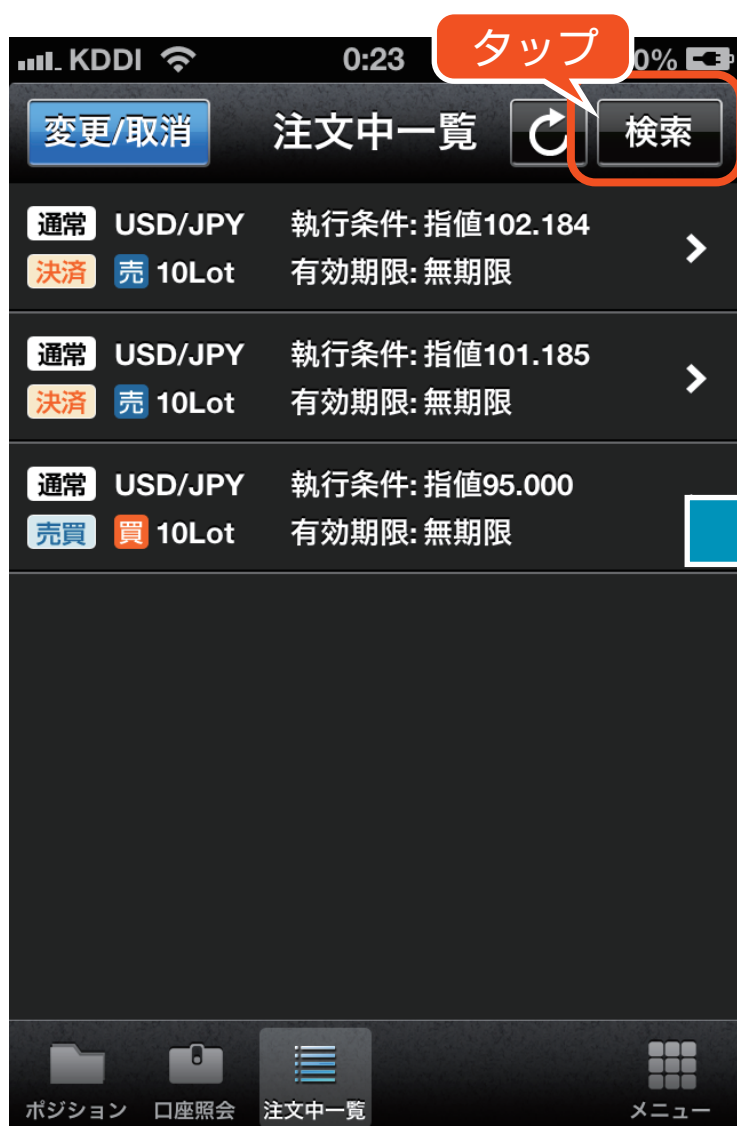 タップ
KDDI 0:23 0%
変更/取消 注文中一覧 検索
通常 USD/JPY 執行条件: 指値102.184
決済 売 10Lot 有効期限: 無期限
通常 USD/JPY 執行条件: 指値101.185
決済 売 10Lot 有効期限: 無期限
通常 USD/JPY 執行条件: 指値95.000
売買 買 10Lot 有効期限: 無期限
ポジション 口座照会 注文中一覧 メニュー